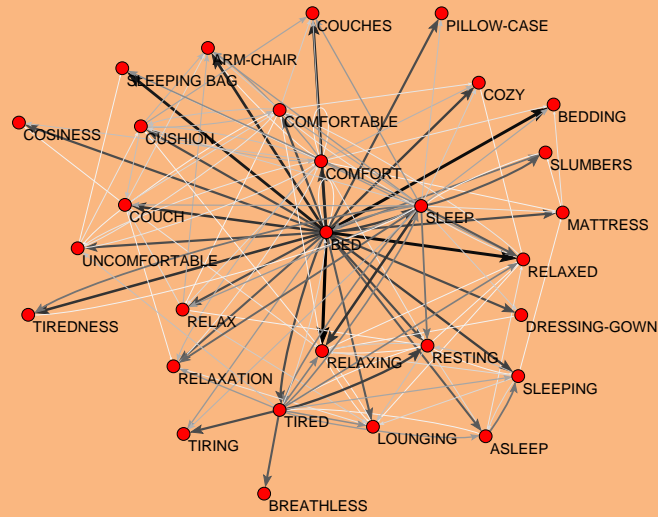 COUCHES
PILLOW-CASE
ARM-CHAIR
SLEEPING BAG
COZY
BEDDING
COMFORTABLE
COSINESS
CUSHION
SLUMBERS
COMFORT
COUCH
SLEEP
MATTRESS
BED
UNCOMFORTABLE
RELAXED
TIREDNESS
RELAX
DRESSING-GOWN
RELAXING
RESTING
RELAXATION
SLEEPING
TIRED
LOUNGING
TIRING
ASLEEP
BREATHLESS